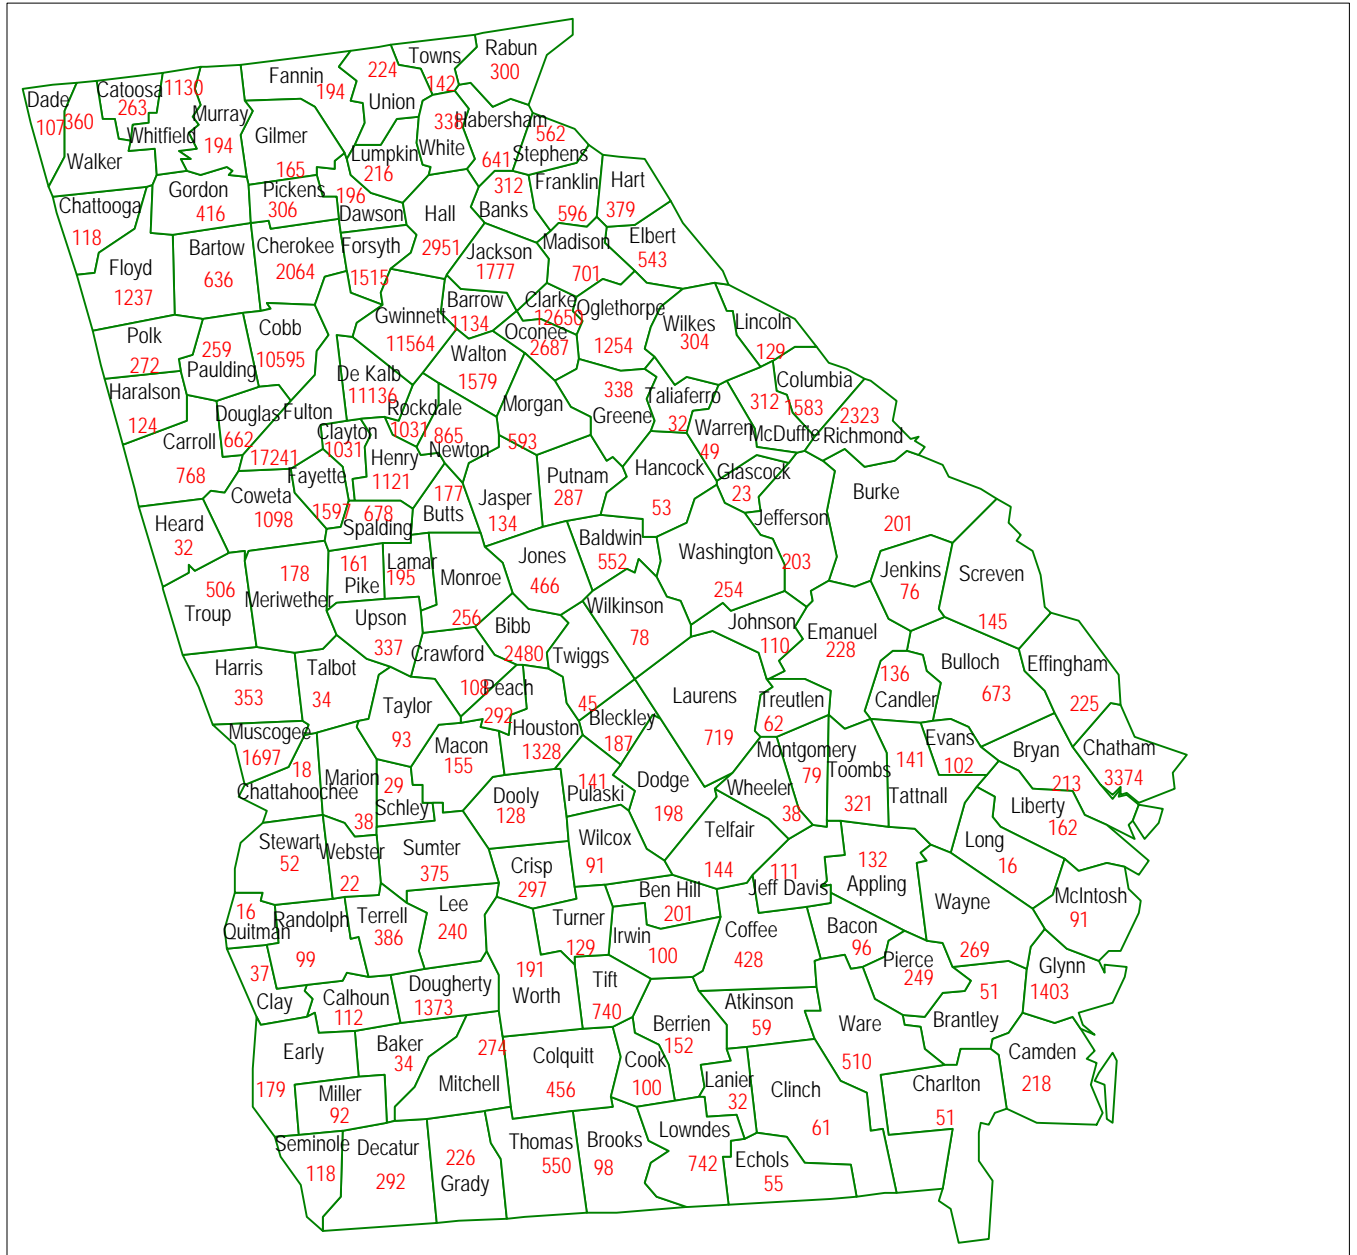 Rabun
300
Towns
142
Union
224
Fannin
194
Murray
194
Whitfield
1130
Catoosa
263
Walker
360
Dade
107
Gilmer
165
Lumpkin
216
White
338
Habersham
641
Stephens
562
Chattooga
118
Gordon
416
Pickens
306
Dawson
196
Hall
2951
Banks
312
Franklin
596
Hart
379
Floyd
1237
Bartow
636
Cherokee
2064
Forsyth
1515
Jackson
1777
Madison
701
Elbert
543
Polk
272
Paulding
259
Cobb
10595
Gwinnett
11564
Barrow
1134
Clarke
12650
Oconee
2687
Oglethorpe
1254
Wilkes
304
Lincoln
129
Haralson
124
Carroll
768
Douglas
662
Fulton
17241
De Kalb
11136
Rockdale
1031
Walton
1579
Newton
865
Morgan
593
Greene
338
Taliaferro
32
Warren
49
McDuffie
312
Columbia
1583
Richmond
2323
Clayton
1031
Henry
1121
Fayette
1597
Coweta
1098
Heard
32
Spalding
678
Butts
177
Jasper
134
Putnam
287
Hancock
53
Glascock
23
Jefferson
203
Burke
201
Troup
506
Meriwether
178
Pike
161
Lamar
195
Monroe
256
Jones
466
Baldwin
552
Washington
254
Jenkins
76
Screven
145
Upson
337
Crawford
108
Bibb
2480
Twiggs
45
Wilkinson
78
Johnson
110
Emanuel
228
Candler
136
Bulloch
673
Effingham
225
Harris
353
Talbot
34
Taylor
93
Peach
292
Houston
1328
Bleckley
187
Laurens
719
Treutlen
62
Muscogee
1697
Chattahoochee
18
Marion
38
Schley
29
Macon
155
Dooly
128
Pulaski
141
Dodge
198
Wheeler
38
Montgomery
79
Toombs
321
Tattnall
141
Evans
102
Bryan
213
Chatham
3374
Liberty
162
Long
16
Stewart
52
Webster
22
Sumter
375
Crisp
297
Wilcox
91
Telfair
144
Jeff Davis
111
Appling
132
Wayne
269
McIntosh
91
Quitman
16
Randolph
99
Terrell
386
Lee
240
Turner
129
Ben Hill
201
Irwin
100
Coffee
428
Bacon
96
Pierce
249
Glynn
1403
Clay
37
Calhoun
112
Dougherty
1373
Worth
191
Tift
740
Atkinson
59
Ware
510
Brantley
51
Early
179
Baker
34
Miller
92
Mitchell
274
Colquitt
456
Cook
100
Berrien
152
Lanier
32
Clinch
61
Charlton
51
Camden
218
Seminole
118
Decatur
292
Grady
226
Thomas
550
Brooks
98
Lowndes
742
Echols
55